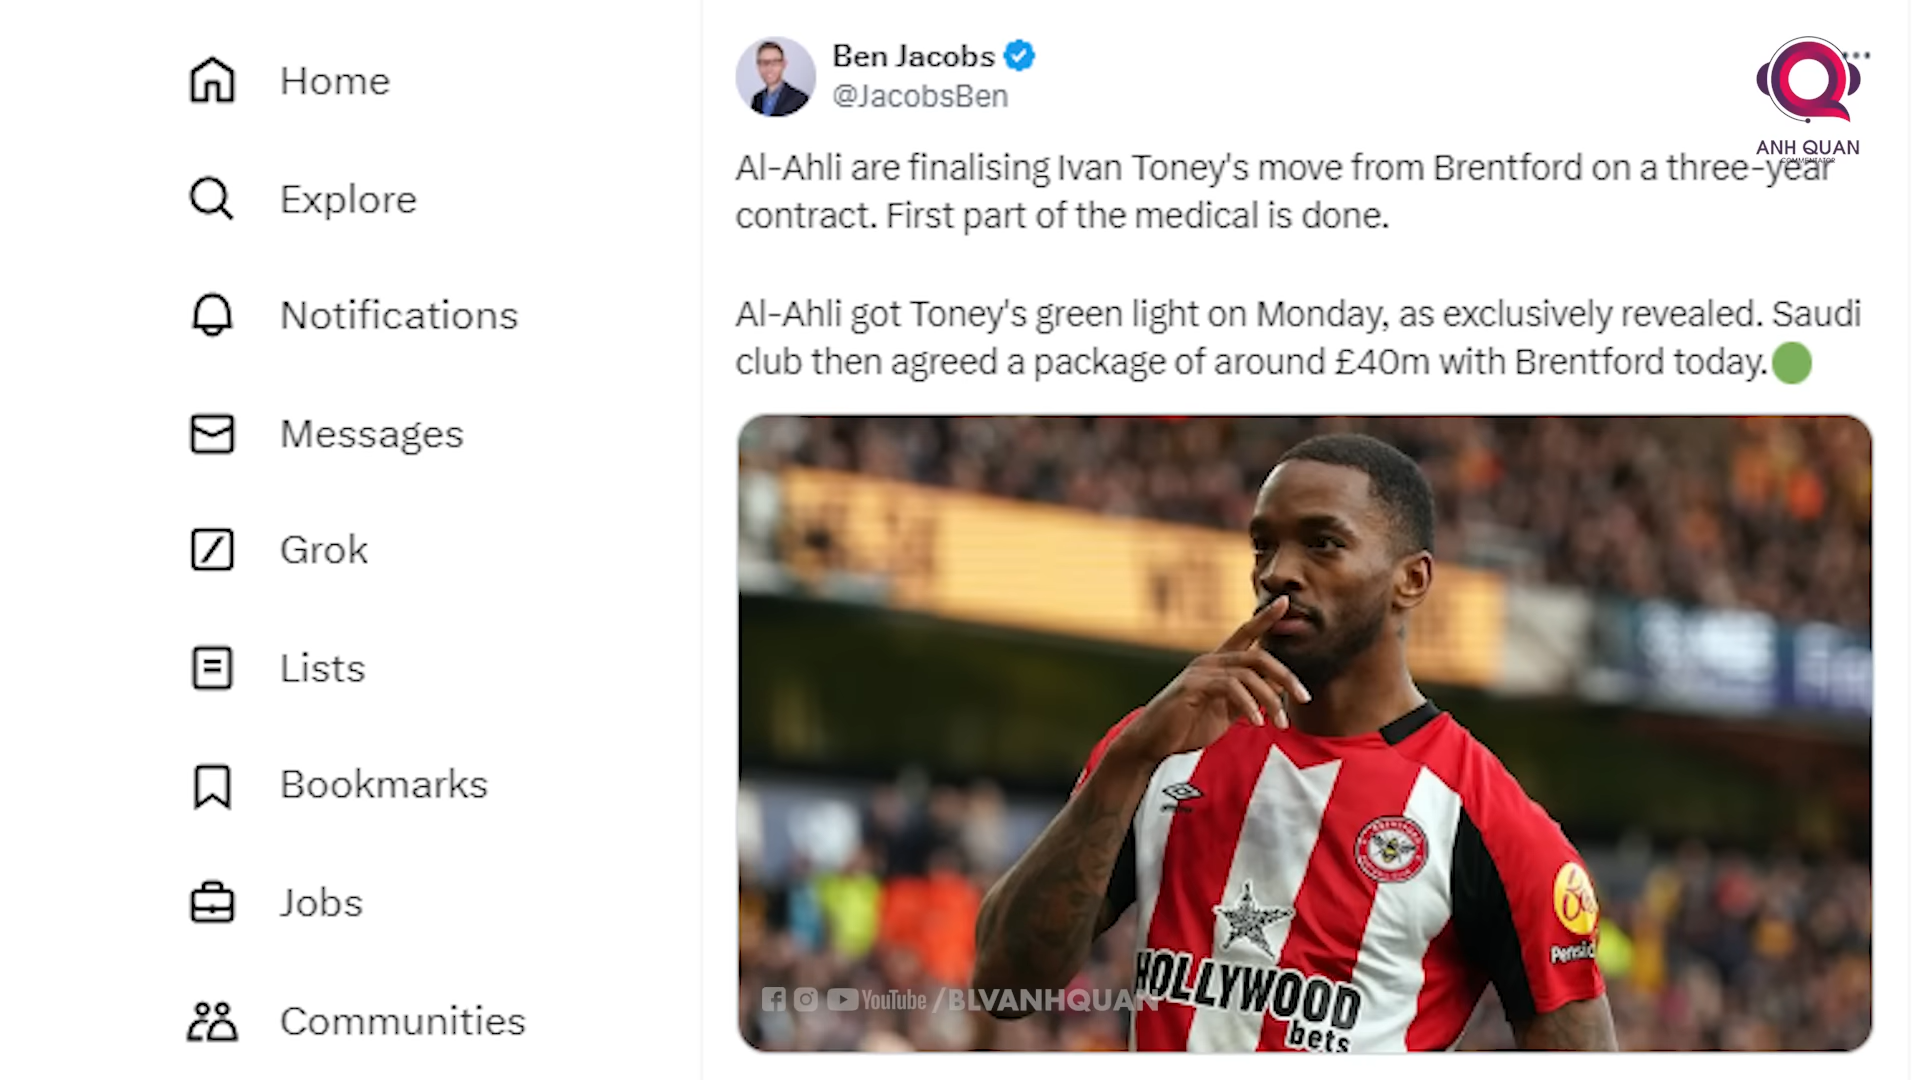 Home
Explore
Notifications
Messages
Grok
Lists
Bookmarks
Jobs
Communities
Ben Jacobs
@JacobsBen
ANH QUAN
COMMENTATOR
Al-Ahli are finalising Ivan Toney's move from Brentford on a three-year
contract. First part of the medical is done.
Al-Ahli got Toney's green light on Monday, as exclusively revealed. Saudi
club then agreed a package of around £40m with Brentford today.
BRENTFORD
HOLLYWOOD
bets
YouTube /BLVANHQUAN